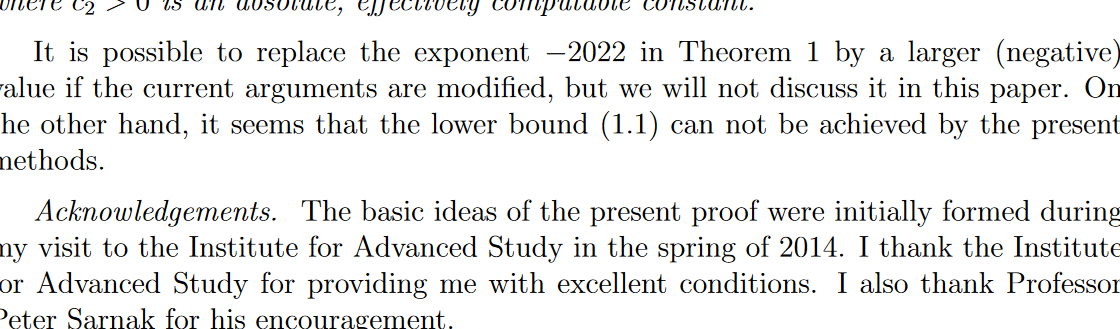 where c2 > 0 is an absolute, effectively computable constant.
It is possible to replace the exponent −2022 in Theorem 1 by a larger (negative)
value if the current arguments are modified, but we will not discuss it in this paper. On
the other hand, it seems that the lower bound (1.1) can not be achieved by the present
methods.
Acknowledgements. The basic ideas of the present proof were initially formed during
my visit to the Institute for Advanced Study in the spring of 2014. I thank the Institute
for Advanced Study for providing me with excellent conditions. I also thank Professor
Peter Sarnak for his encouragement.